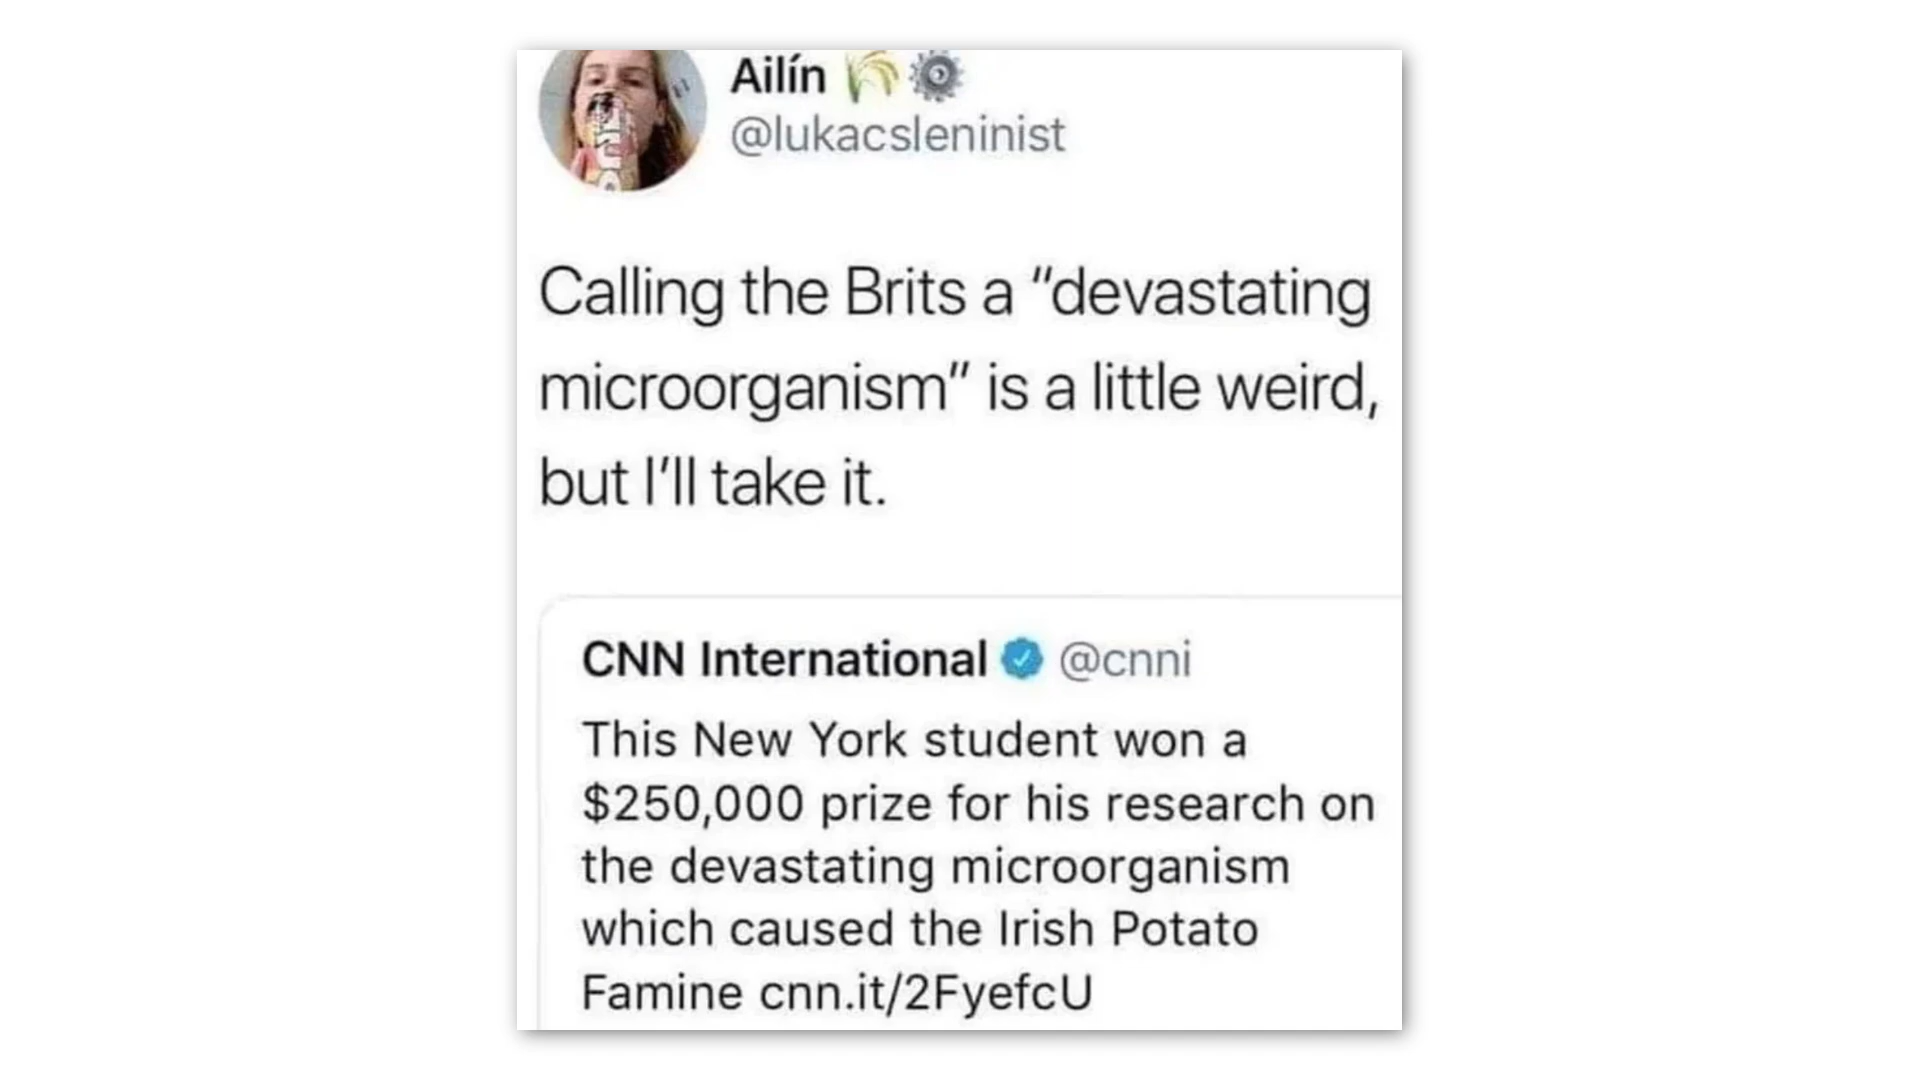 Ailín
@lukacsleninist
Calling the Brits a "devastating
microorganism" is a little weird,
but I'll take it.
CNN International @cnni
This New York student won a
$250,000 prize for his research on
the devastating microorganism
which caused the Irish Potato
Famine cnn.it/2FyefcU